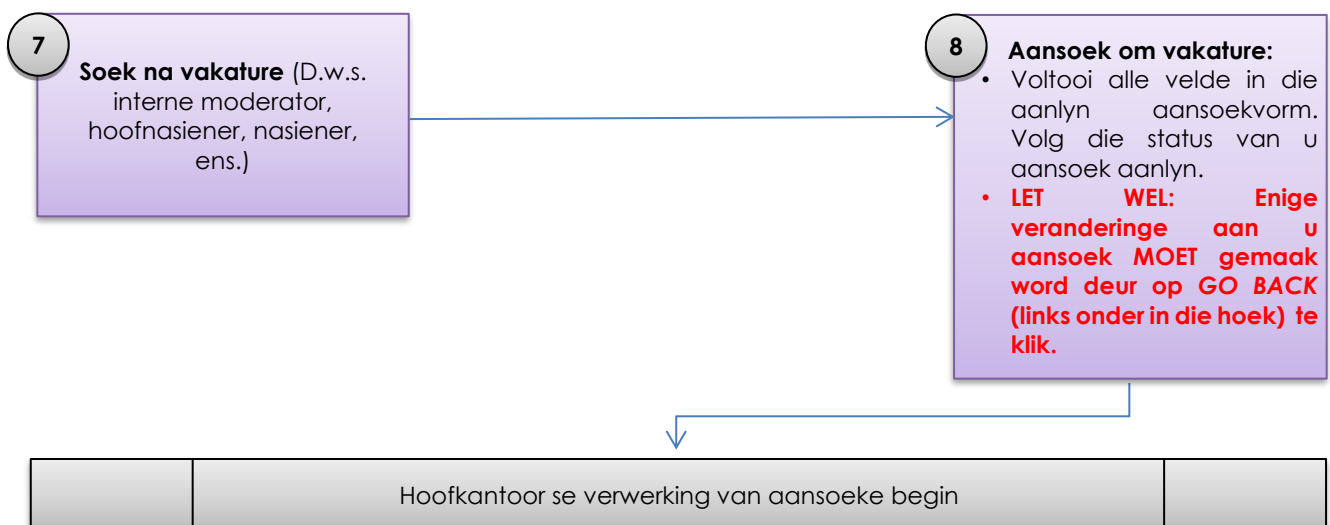 7
Soek na vakature (D.w.s.
interne moderator,
hoofnasiener, nasiener,
ens.)
8
Aansoek om vakature:
• Voltooi alle velde in die
aanlyn aansoekvorm.
Volg die status van u
aansoek aanlyn.
• LET WEL: Enige
veranderinge aan u
aansoek MOET gemaak
word deur op GO BACK
(links onder in die hoek) te
klik.
Hoofkantoor se verwerking van aansoeke begin